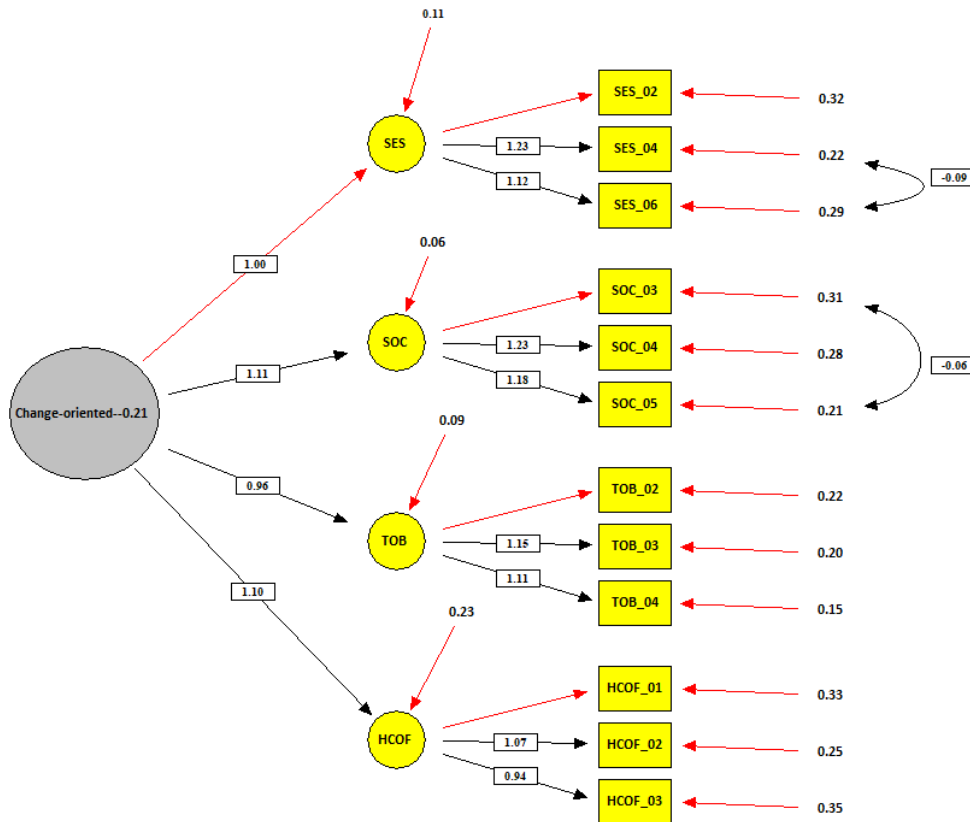 0.11
SES
SES_02
0.32
1.23
SES_04
0.22
-0.09
1.12
SES_06
0.29
1.00
0.06
SOC
SOC_03
0.31
1.23
SOC_04
0.28
-0.06
1.11
1.18
SOC_05
0.21
Change-oriented--0.21
0.09
0.96
TOB
TOB_02
0.22
1.15
TOB_03
0.20
1.11
TOB_04
0.15
1.10
0.23
HCOF
HCOF_01
0.33
1.07
HCOF_02
0.25
0.94
HCOF_03
0.35